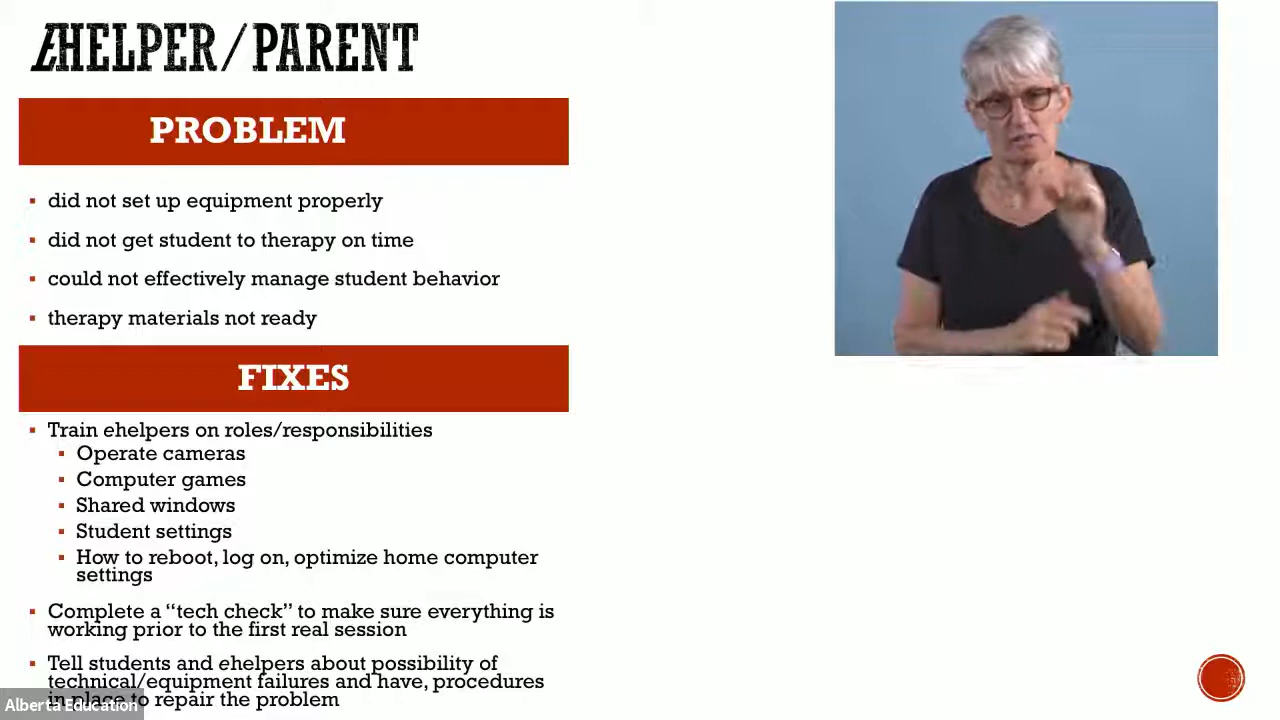 EHELPER/PARENT
PROBLEM
did not set up equipment properly
did not get student to therapy on time
could not effectively manage student behavior
therapy materials not ready
FIXES
Train ehelpers on roles/responsibilities
Operate cameras
Computer games
Shared windows
Student settings
How to reboot, log on, optimize home computer
settings
Complete a “tech check” to make sure everything is
working prior to the first real session
Tell students and ehelpers about possibility of
technical/equipment failures and have, procedures
in place to repair the problem
Alberta Education